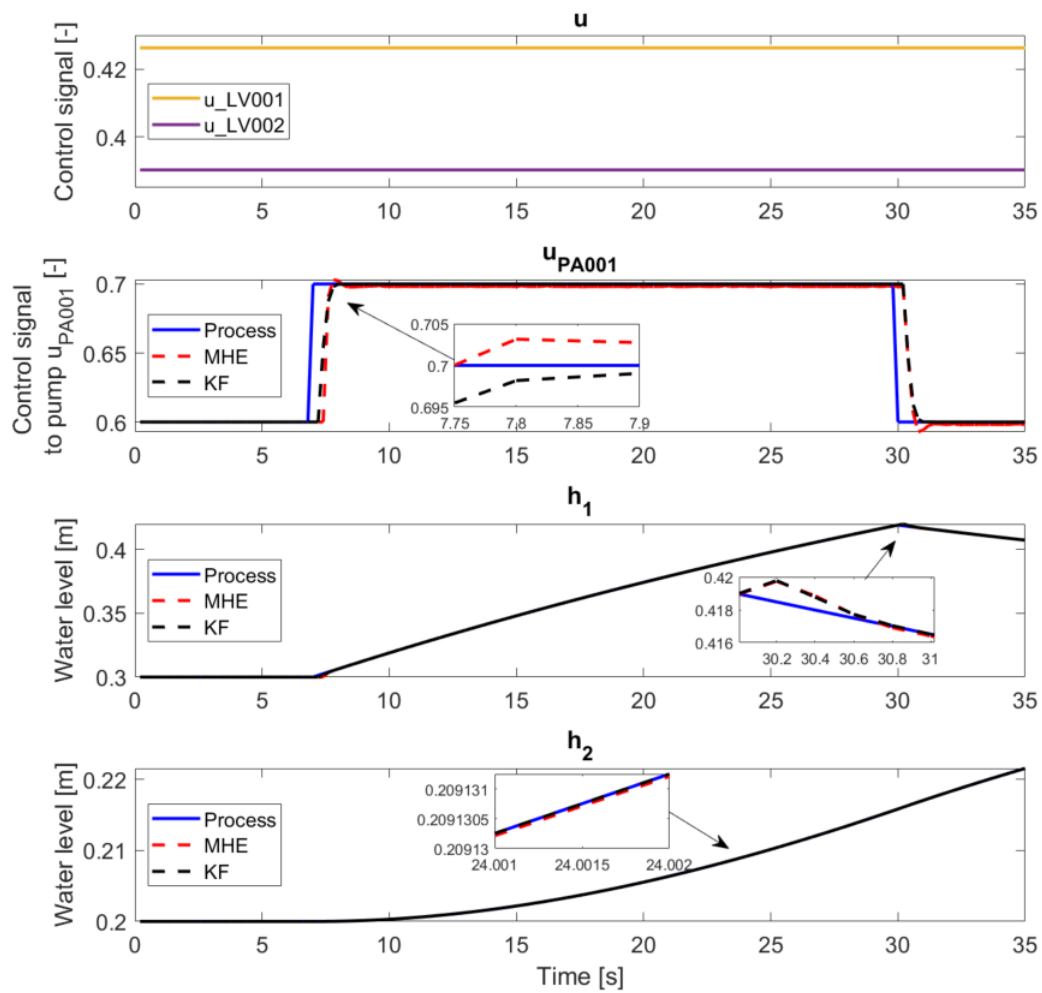 u
Control signal [-]
0.42
0.4
u_LV001
u_LV002
0 5 10 15 20 25 30 35
u_PA001
Control signal
to pump u_PA001 [-]
0.7
0.65
0.6
Process
MHE
KF
0.705
0.7
0.695
7.75 7.8 7.85 7.9
0 5 10 15 20 25 30 35
h_1
Water level [m]
0.4
0.35
0.3
Process
MHE
KF
0.42
0.418
0.416
30.2 30.4 30.6 30.8 31
0 5 10 15 20 25 30 35
h_2
Water level [m]
0.22
0.21
0.2
Process
MHE
KF
0.209131
0.2091305
0.20913
24.001 24.0015 24.002
0 5 10 15 20 25 30 35
Time [s]